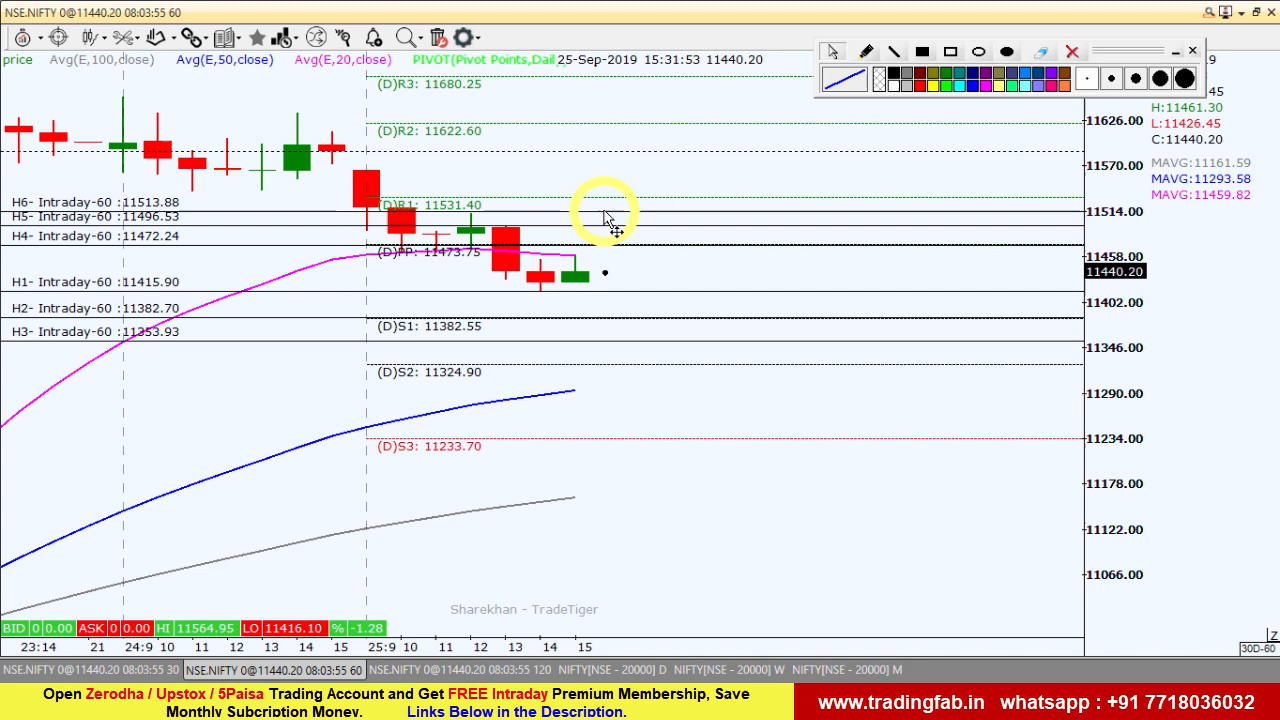 NSE.NIFTY 0@11440.20 08:03:55 60
price Avg(E,100,close) Avg(E,50,close) Avg(E,20,close) PIVOT(Pivot Points,Dail 25-Sep-2019 15:31:53 11440.20
H:11461.30
L:11426.45
C:11440.20
MAVG:11161.59
MAVG:11293.58
MAVG:11459.82
(D)R3: 11680.25
(D)R2: 11622.60
(D)R1: 11531.40
(D)PP: 11473.75
(D)S1: 11382.55
(D)S2: 11324.90
(D)S3: 11233.70
H6- Intraday-60 :11513.88
H5- Intraday-60 :11496.53
H4- Intraday-60 :11472.24
H1- Intraday-60 :11415.90
H2- Intraday-60 :11382.70
H3- Intraday-60 :11353.93
11626.00
11570.00
11514.00
11458.00
11440.20
11402.00
11346.00
11290.00
11234.00
11178.00
11122.00
11066.00
Sharekhan - TradeTiger
BID 0 0.00 ASK 0 0.00 HI 11564.95 LO 11416.10 % -1.28
23:14 21 24:9 10 11 12 13 14 15 25:9 10 11 12 13 14 15
Z
30D-60
NSE.NIFTY 0@11440.20 08:03:55 30 NSE.NIFTY 0@11440.20 08:03:55 60 NSE.NIFTY 0@11440.20 08:03:55 120 NIFTY[NSE - 20000] D NIFTY[NSE - 20000] W NIFTY[NSE - 20000] M
Open Zerodha / Upstox / 5Paisa Trading Account and Get FREE Intraday Premium Membership, Save
Monthly Subcription Money. Links Below in the Description.
www.tradingfab.in whatsapp : +91 7718036032